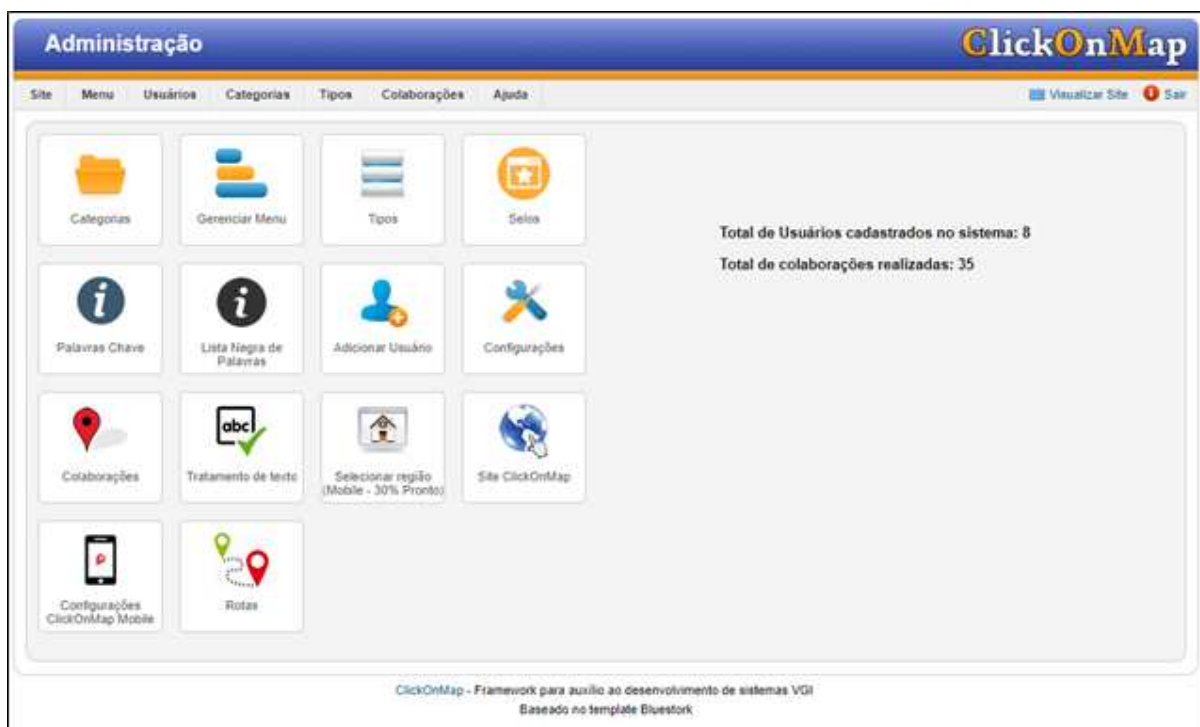 Administração
ClickOnMap
Site Menu Usuários Categorias Tipos Colaborações Ajuda Visualizar Site Sair
Categorias Gerenciar Menu Tipos Selos
Total de Usuários cadastrados no sistema: 8
Total de colaborações realizadas: 35
Palavras Chave
Lista Negra de
Palavras
Adicionar Usuário
Configurações
abc
Colaborações
Tratamento de texto
Selecionar região
(Mobile - 30% Pronto)
Site ClickOnMap
Configurações
ClickOnMap Mobile
Rotas
ClickOnMap - Framework para auxílio ao desenvolvimento de sistemas VGI
Baseado no template Bluestork